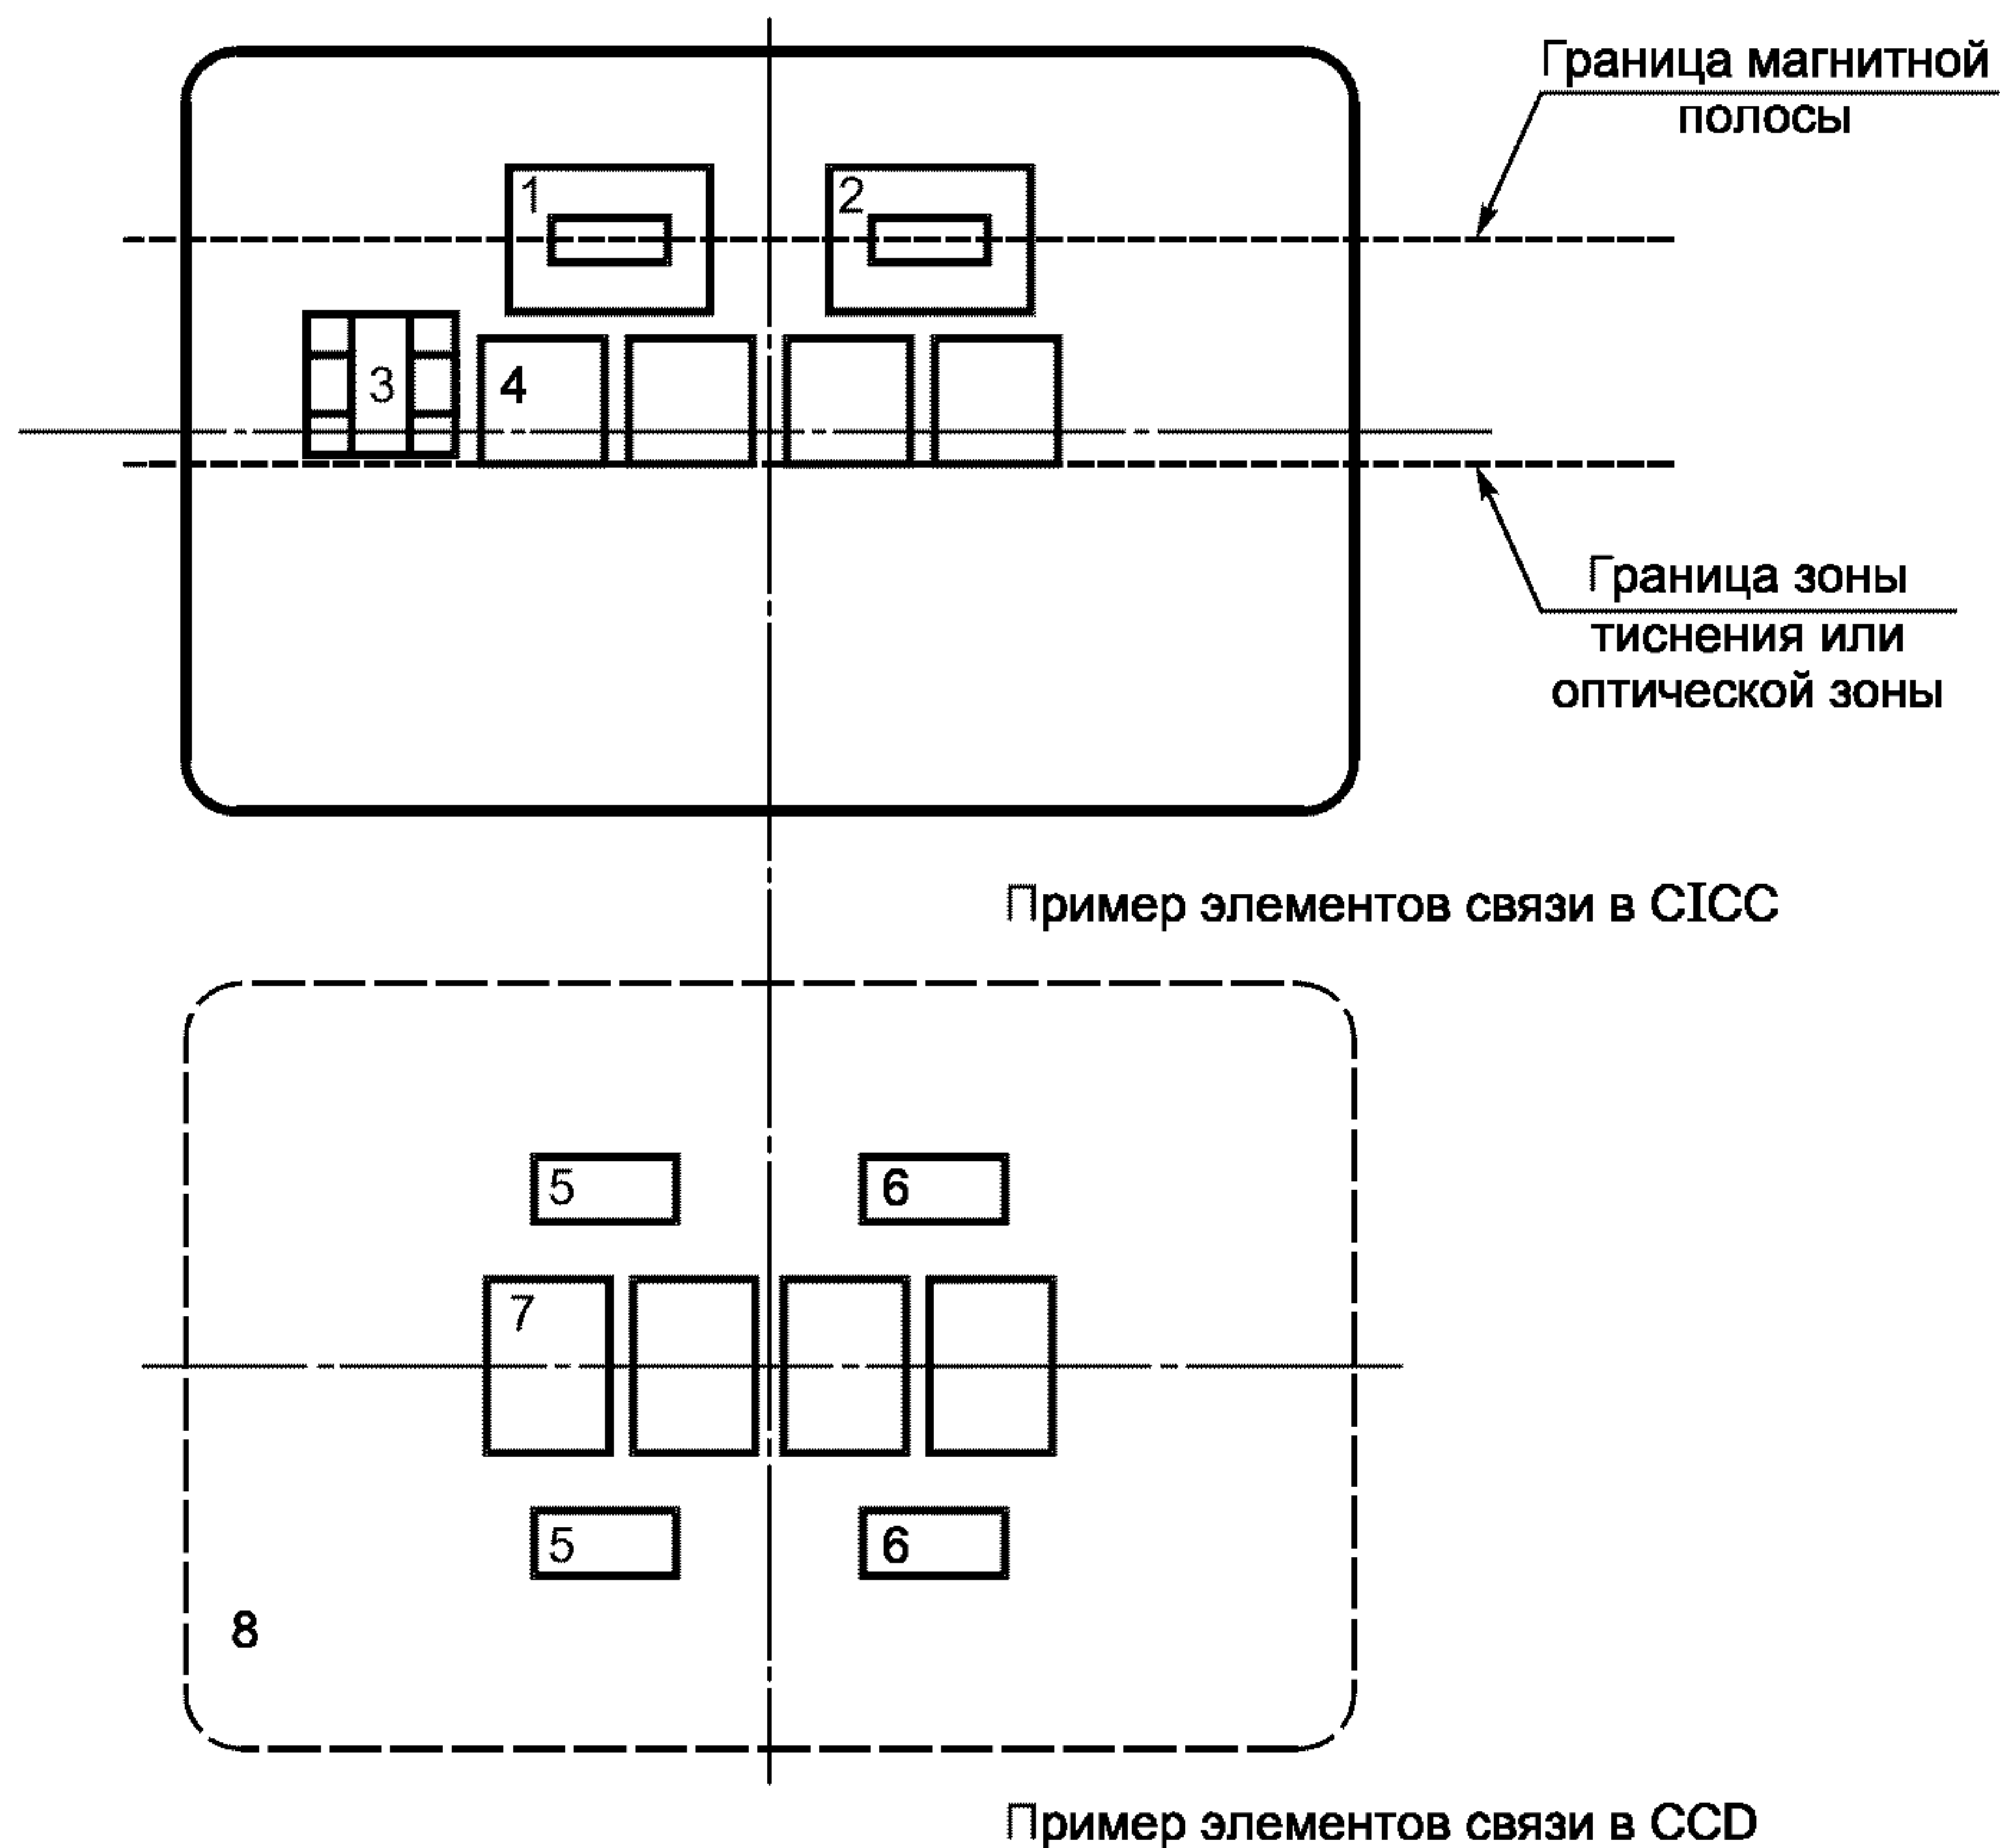 Граница магнитной
полосы
1
2
3
4
Граница зоны
тиснения или
оптической зоны
Пример элементов связи в CICC
5
6
7
5
6
8
Пример элементов связи в CCD